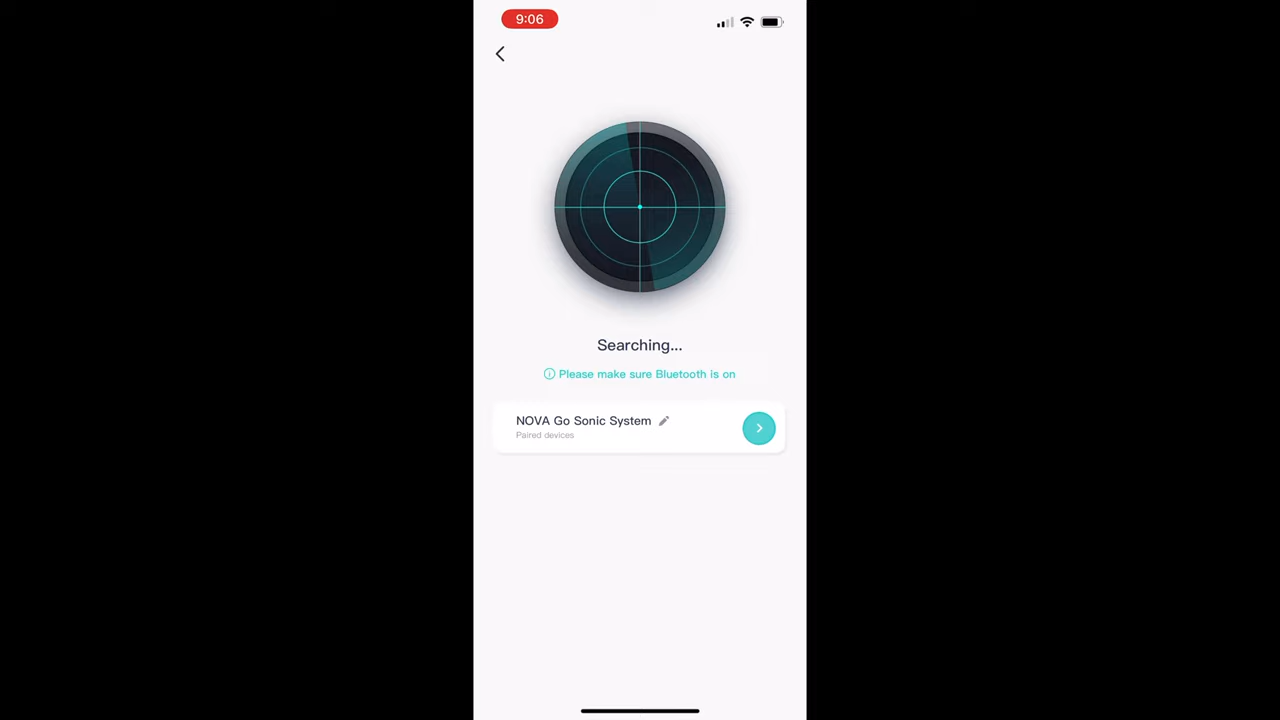 9:06
Searching...
Please make sure Bluetooth is on
NOVA Go Sonic System
Paired devices